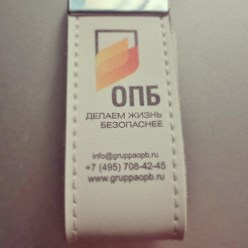 ОПБ
ДЕЛАЕМ ЖИЗНЬ
БЕЗОПАСНЕЕ
info@gruppaopb.ru
+7 (495) 708-42-45
www.gruppaopb.ru